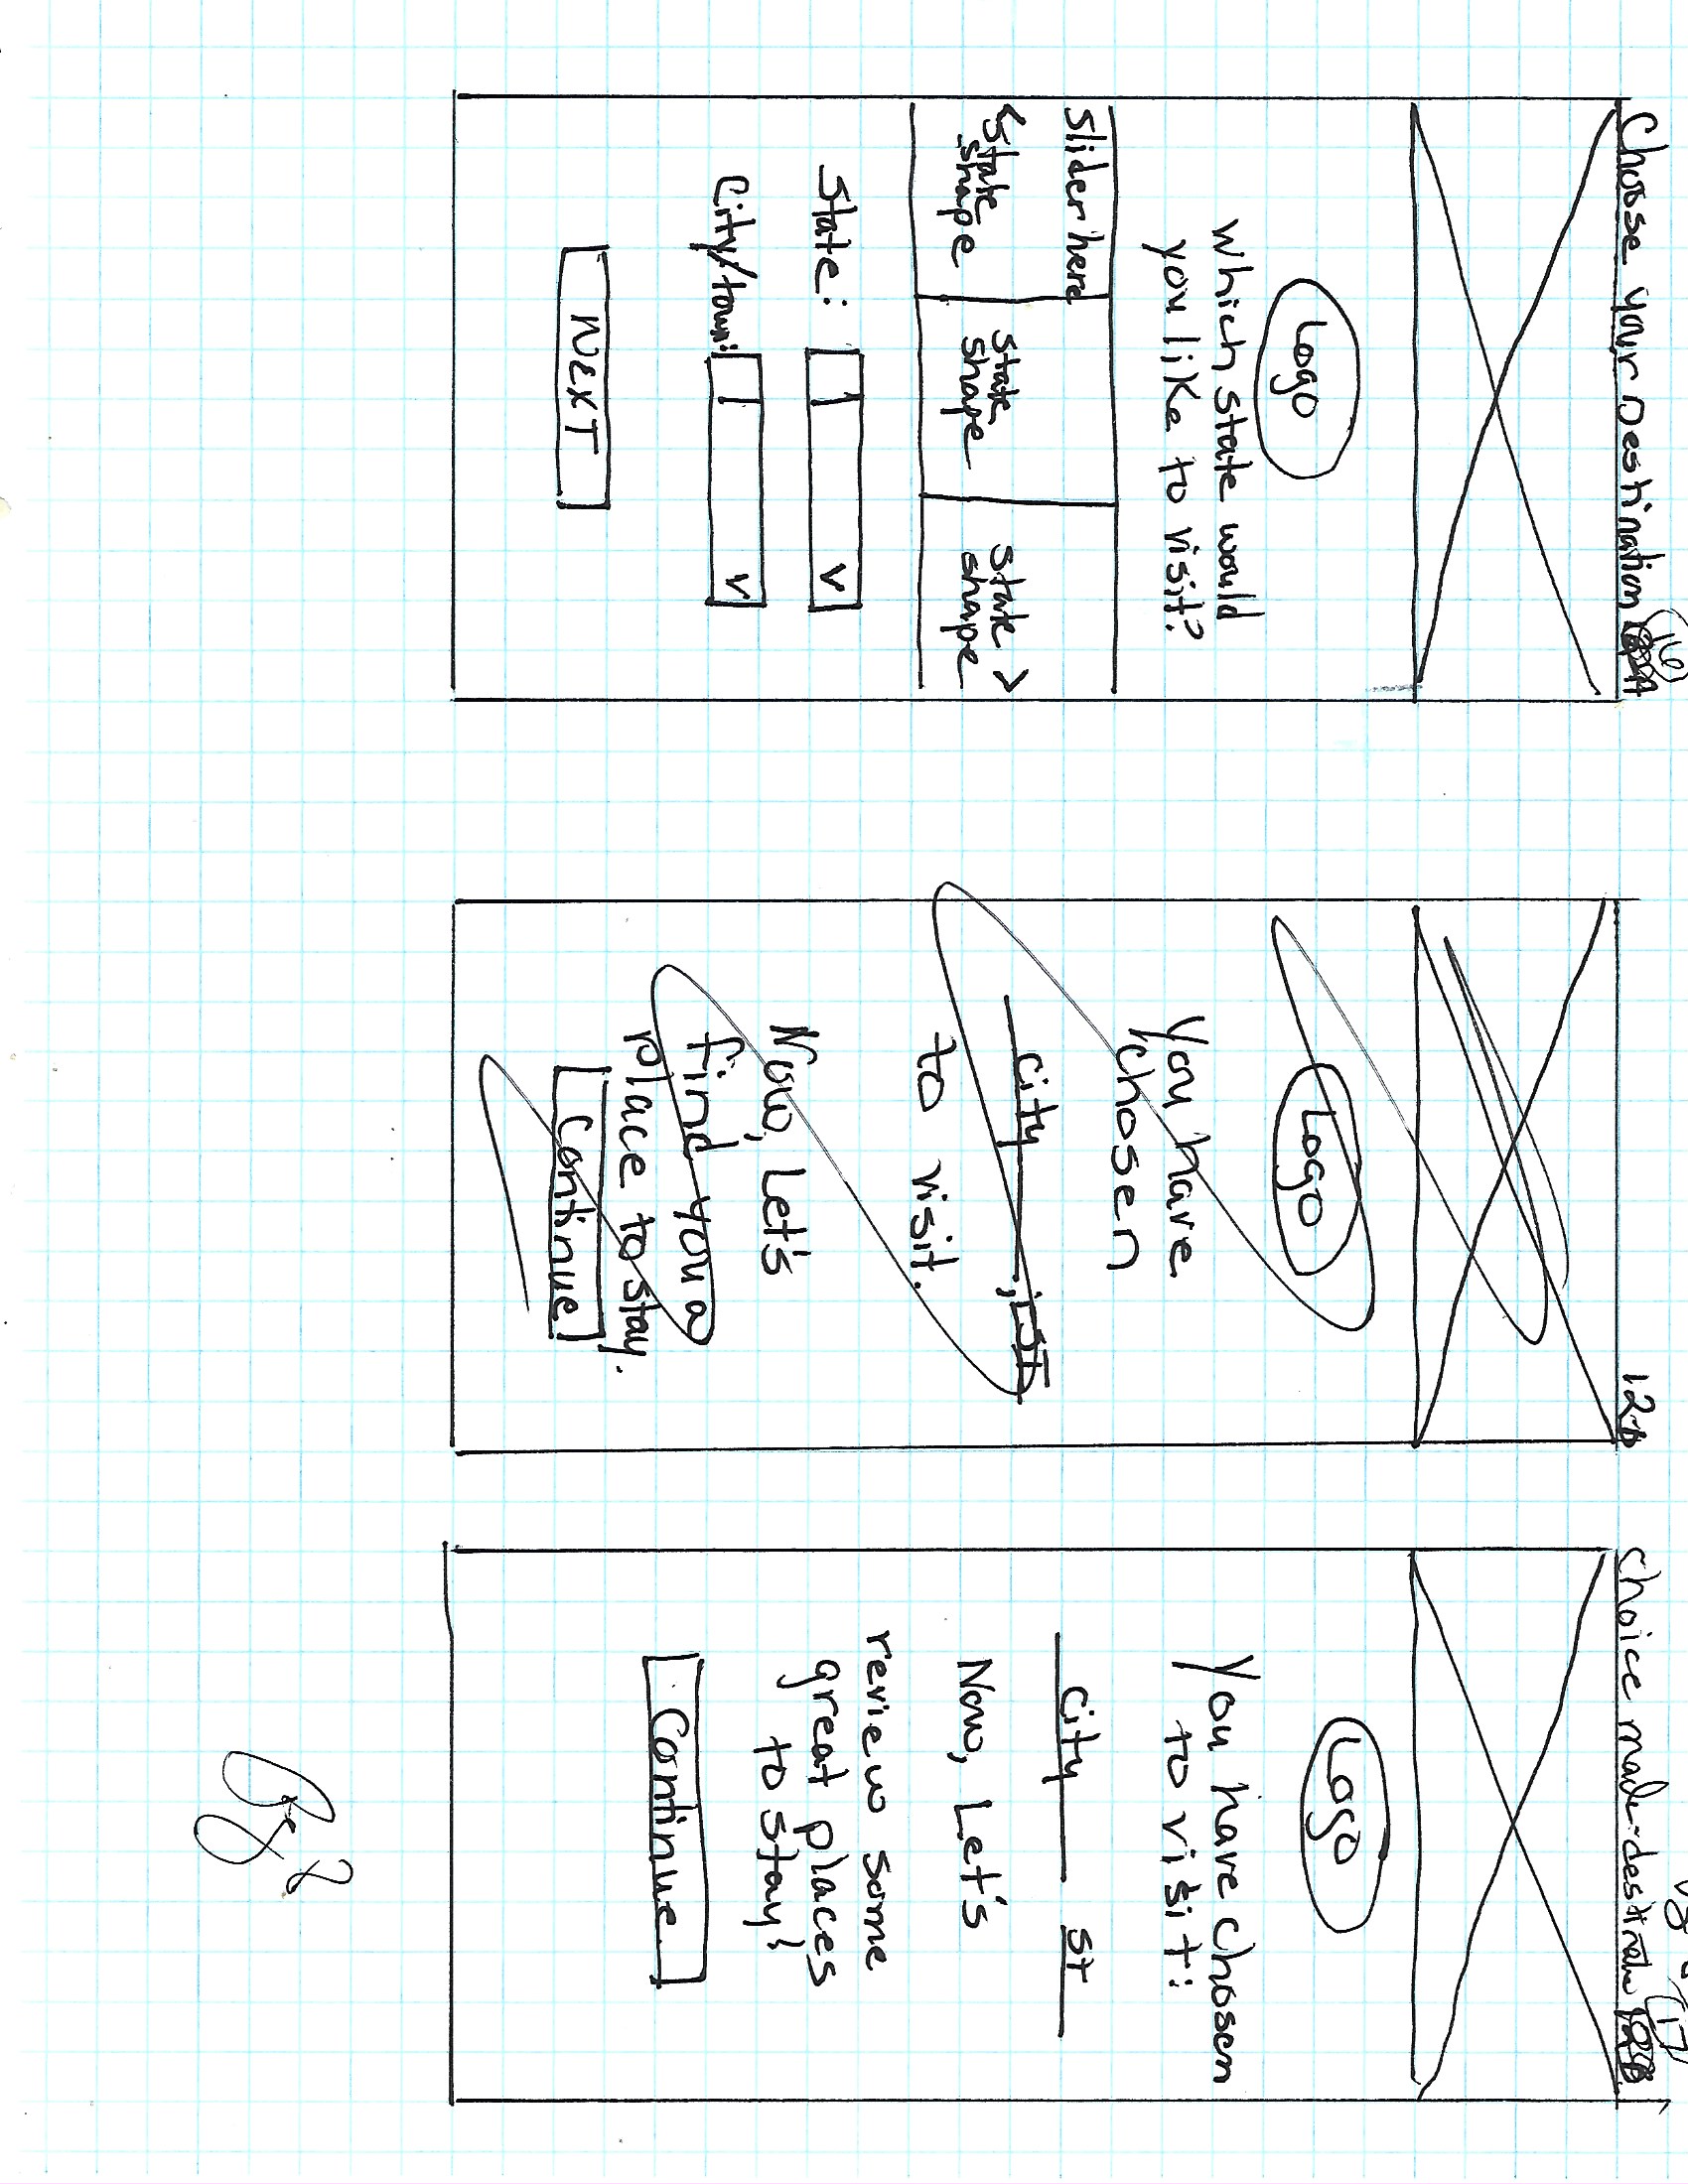 Choose your Destination
16
Logo
Which state would
you like to visit?
Slider here
< State
shape
State
shape
State >
shape
State: V
City/town: V
NEXT
12b
Logo
You have
chosen
City, ST
to visit.
Now, Let's
find you a
place to stay.
Continue
Choice made-destination
17
Logo
You have chosen
to visit:
City St
Now, Let's
review some
great places
to stay!
Continue